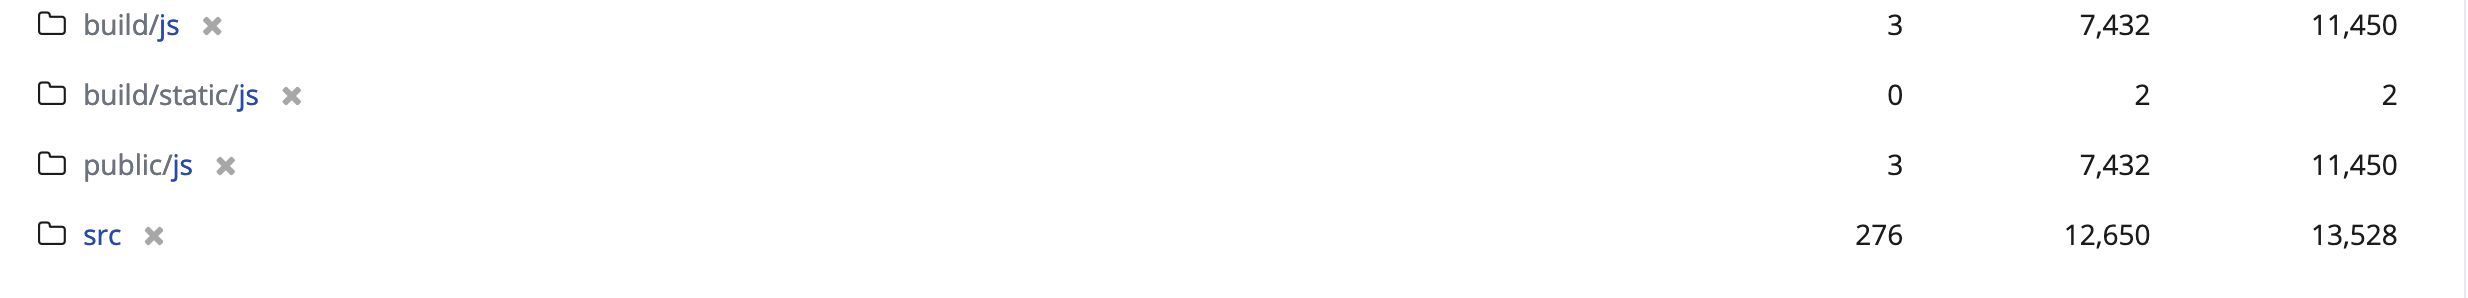 build/js 3 7,432 11,450
build/static/js 0 2 2
public/js 3 7,432 11,450
src 276 12,650 13,528